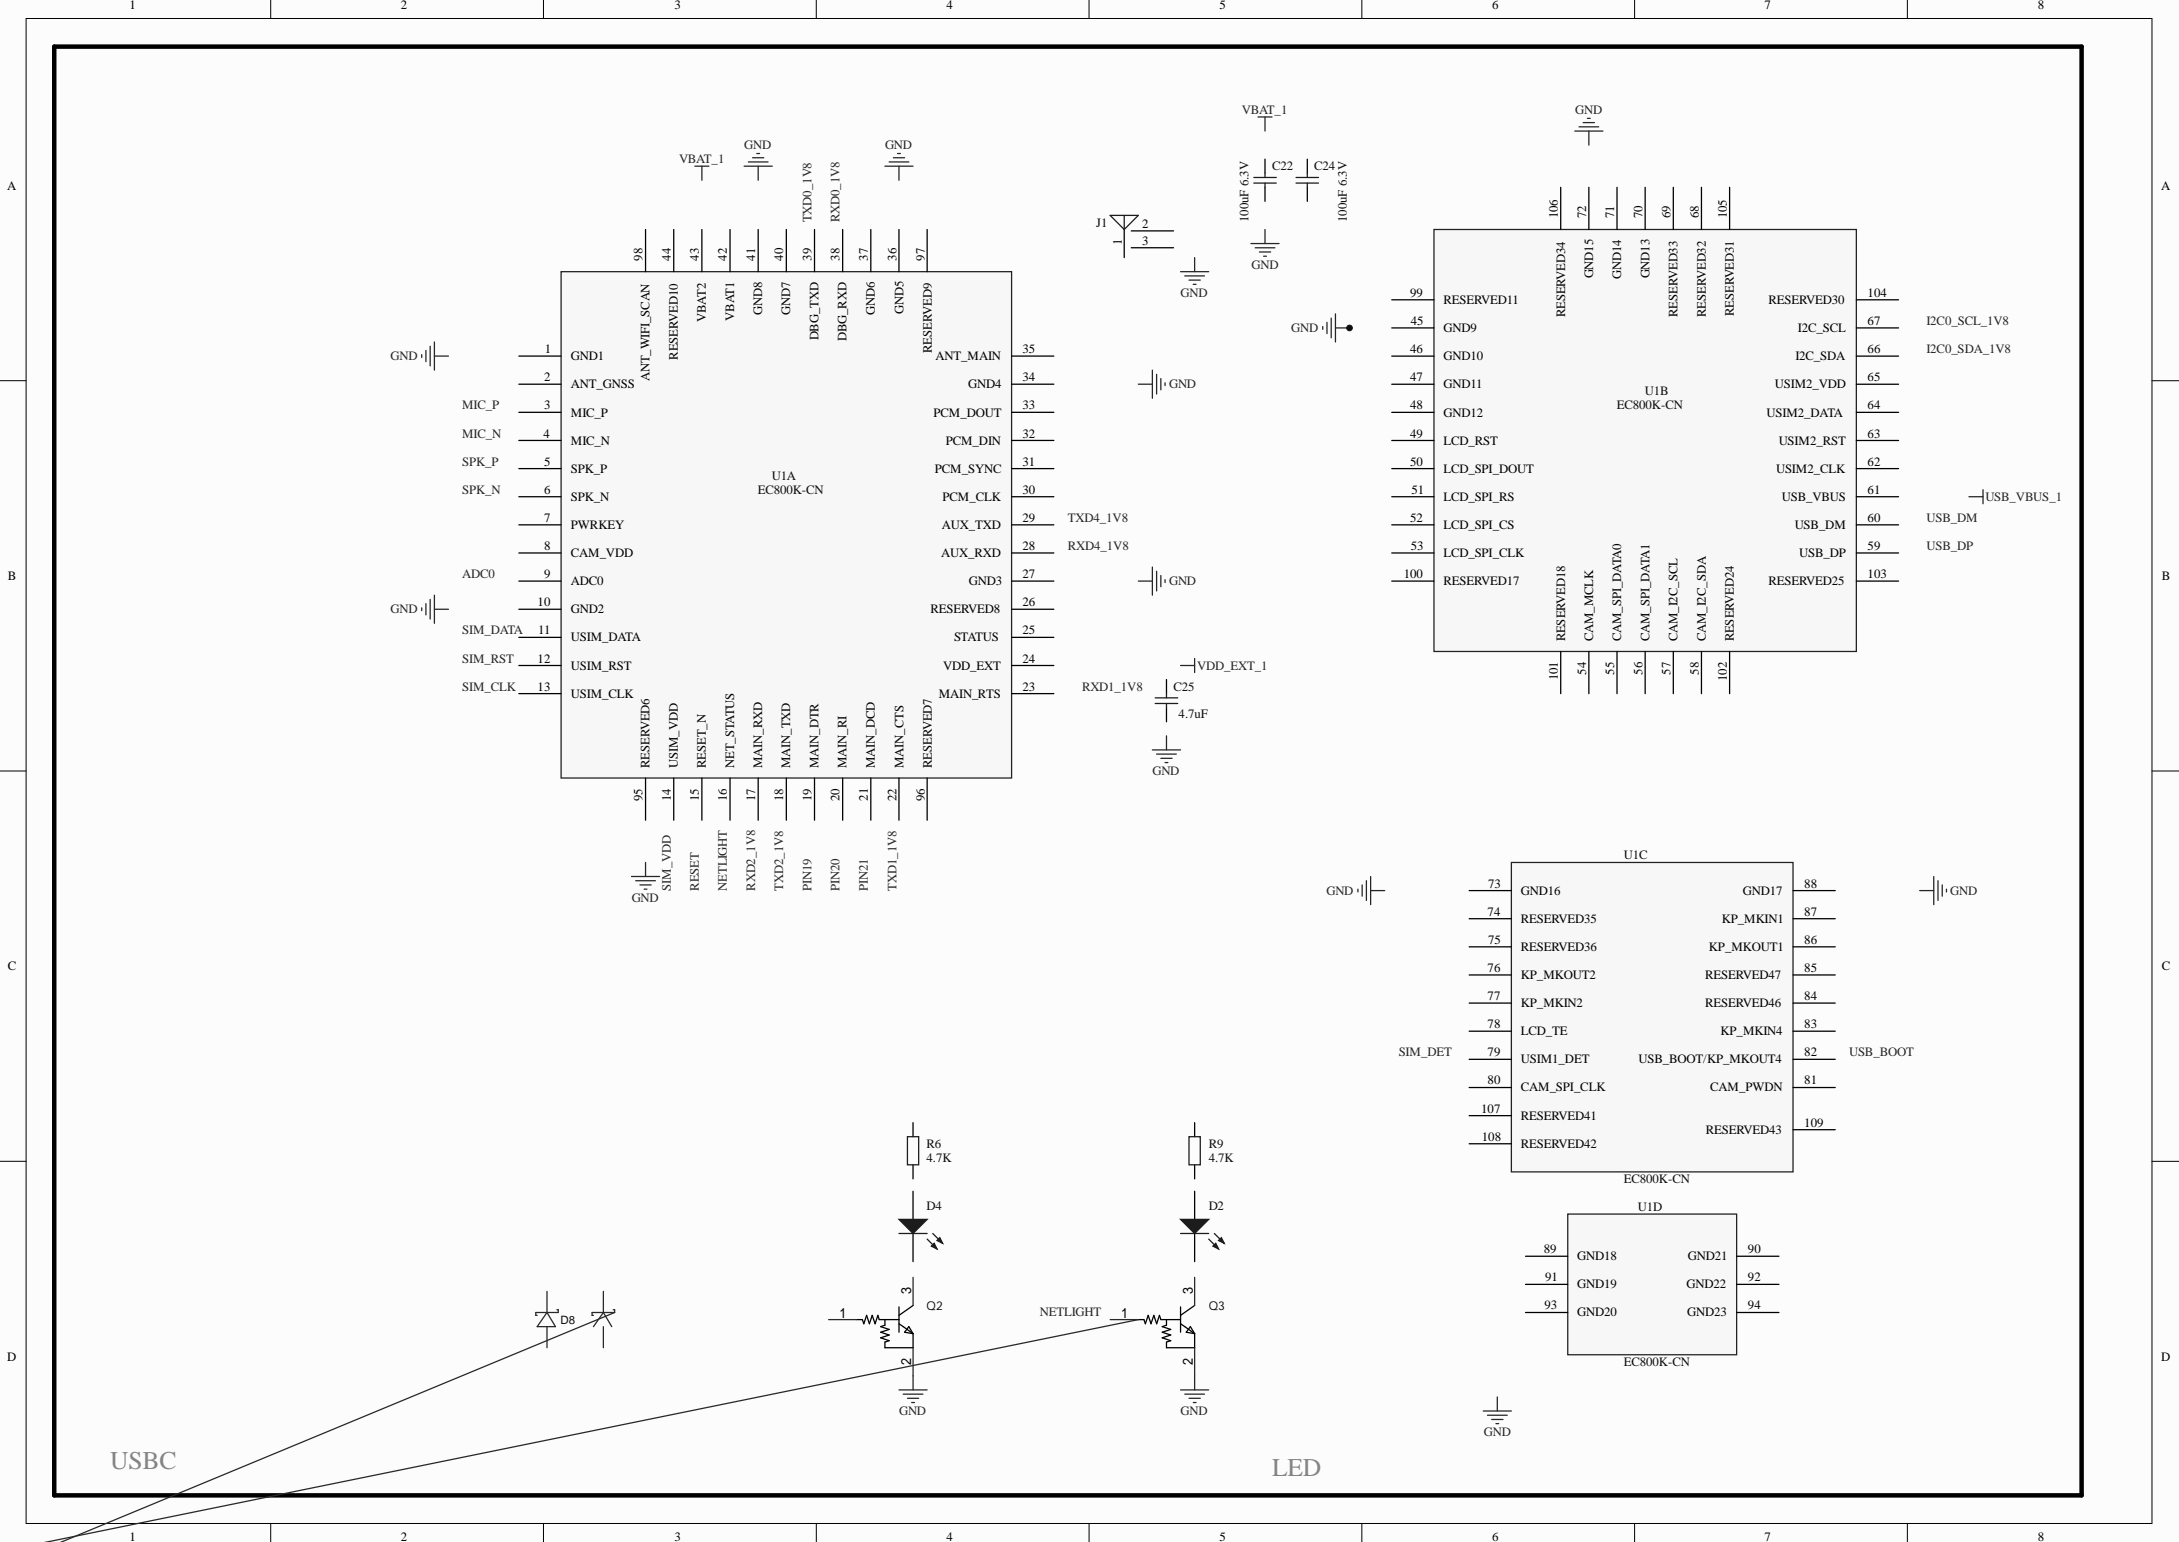 1 2 3 4 5 6 7 8
A A
B B
C C
D D
1 2 3 4 5 6 7 8
VBAT_1
GND
TXD0_1V8
RXD0_1V8
GND
98 44 43 42 41 40 39 38 37 36 97
ANT_WIFI_SCAN
RESERVED10
VBAT2
VBAT1
GND8
GND7
DBG_TXD
DBG_RXD
GND6
GND5
RESERVED9
GND
1 GND1
2 ANT_GNSS
MIC_P 3 MIC_P
MIC_N 4 MIC_N
SPK_P 5 SPK_P
SPK_N 6 SPK_N
7 PWRKEY
8 CAM_VDD
ADC0 9 ADC0
GND 10 GND2
SIM_DATA 11 USIM_DATA
SIM_RST 12 USIM_RST
SIM_CLK 13 USIM_CLK
U1A
EC800K-CN
ANT_MAIN 35
GND4 34 GND
PCM_DOUT 33
PCM_DIN 32
PCM_SYNC 31
PCM_CLK 30
AUX_TXD 29 TXD4_1V8
AUX_RXD 28 RXD4_1V8
GND3 27 GND
RESERVED8 26
STATUS 25
VDD_EXT 24 VDD_EXT_1
MAIN_RTS 23 RXD1_1V8
RESERVED6
USIM_VDD
RESET_N
NET_STATUS
MAIN_RXD
MAIN_TXD
MAIN_DTR
MAIN_RI
MAIN_DCD
MAIN_CTS
RESERVED7
95 14 15 16 17 18 19 20 21 22 96
GND
SIM_VDD
RESET
NETLIGHT
RXD2_1V8
TXD2_1V8
PIN19
PIN20
PIN21
TXD1_1V8
C25
4.7uF
GND
J1
1
2
3
GND
VBAT_1
C22
100uF 6.3V
C24
100uF 6.3V
GND
GND
GND
106 72 71 70 69 68 105
RESERVED34
GND15
GND14
GND13
RESERVED33
RESERVED32
RESERVED31
99 RESERVED11
45 GND9
46 GND10
47 GND11
48 GND12
49 LCD_RST
50 LCD_SPI_DOUT
51 LCD_SPI_RS
52 LCD_SPI_CS
53 LCD_SPI_CLK
100 RESERVED17
U1B
EC800K-CN
RESERVED30 104
I2C_SCL 67 I2C0_SCL_1V8
I2C_SDA 66 I2C0_SDA_1V8
USIM2_VDD 65
USIM2_DATA 64
USIM2_RST 63
USIM2_CLK 62
USB_VBUS 61 USB_VBUS_1
USB_DM 60 USB_DM
USB_DP 59 USB_DP
RESERVED25 103
RESERVED18
CAM_MCLK
CAM_SPI_DATA0
CAM_SPI_DATA1
CAM_I2C_SCL
CAM_I2C_SDA
RESERVED24
101 54 55 56 57 58 102
U1C
GND 73 GND16
74 RESERVED35
75 RESERVED36
76 KP_MKOUT2
77 KP_MKIN2
78 LCD_TE
SIM_DET 79 USIM1_DET
80 CAM_SPI_CLK
107 RESERVED41
108 RESERVED42
GND17 88 GND
KP_MKIN1 87
KP_MKOUT1 86
RESERVED47 85
RESERVED46 84
KP_MKIN4 83
USB_BOOT/KP_MKOUT4 82 USB_BOOT
CAM_PWDN 81
RESERVED43 109
EC800K-CN
U1D
89 GND18 GND21 90
91 GND19 GND22 92
93 GND20 GND23 94
EC800K-CN
GND
R6
4.7K
D4
3
1
Q2
2
GND
R9
4.7K
D2
3
NETLIGHT 1
Q3
2
GND
D8
USBC
LED